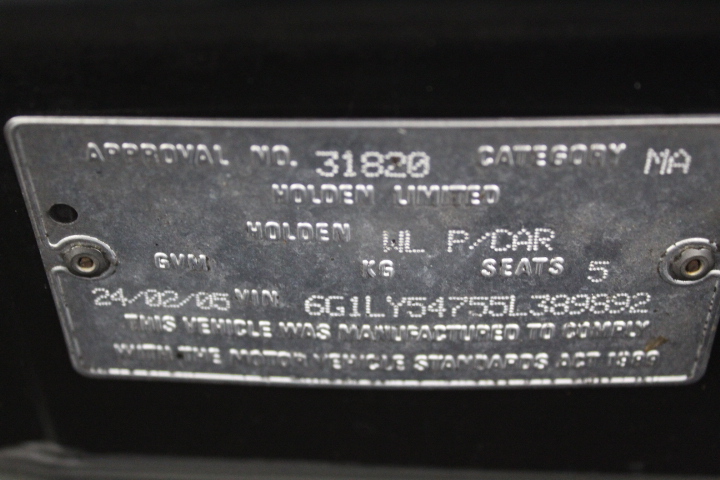 APPROVAL NO. 31820 CATEGORY MA
HOLDEN LIMITED
HOLDEN WL P/CAR
GVM KG SEATS 5
24/02/05 VIN. 6G1LY54755L389892
THIS VEHICLE WAS MANUFACTURED TO COMPLY
WITH THE MOTOR VEHICLE STANDARDS ACT 1989